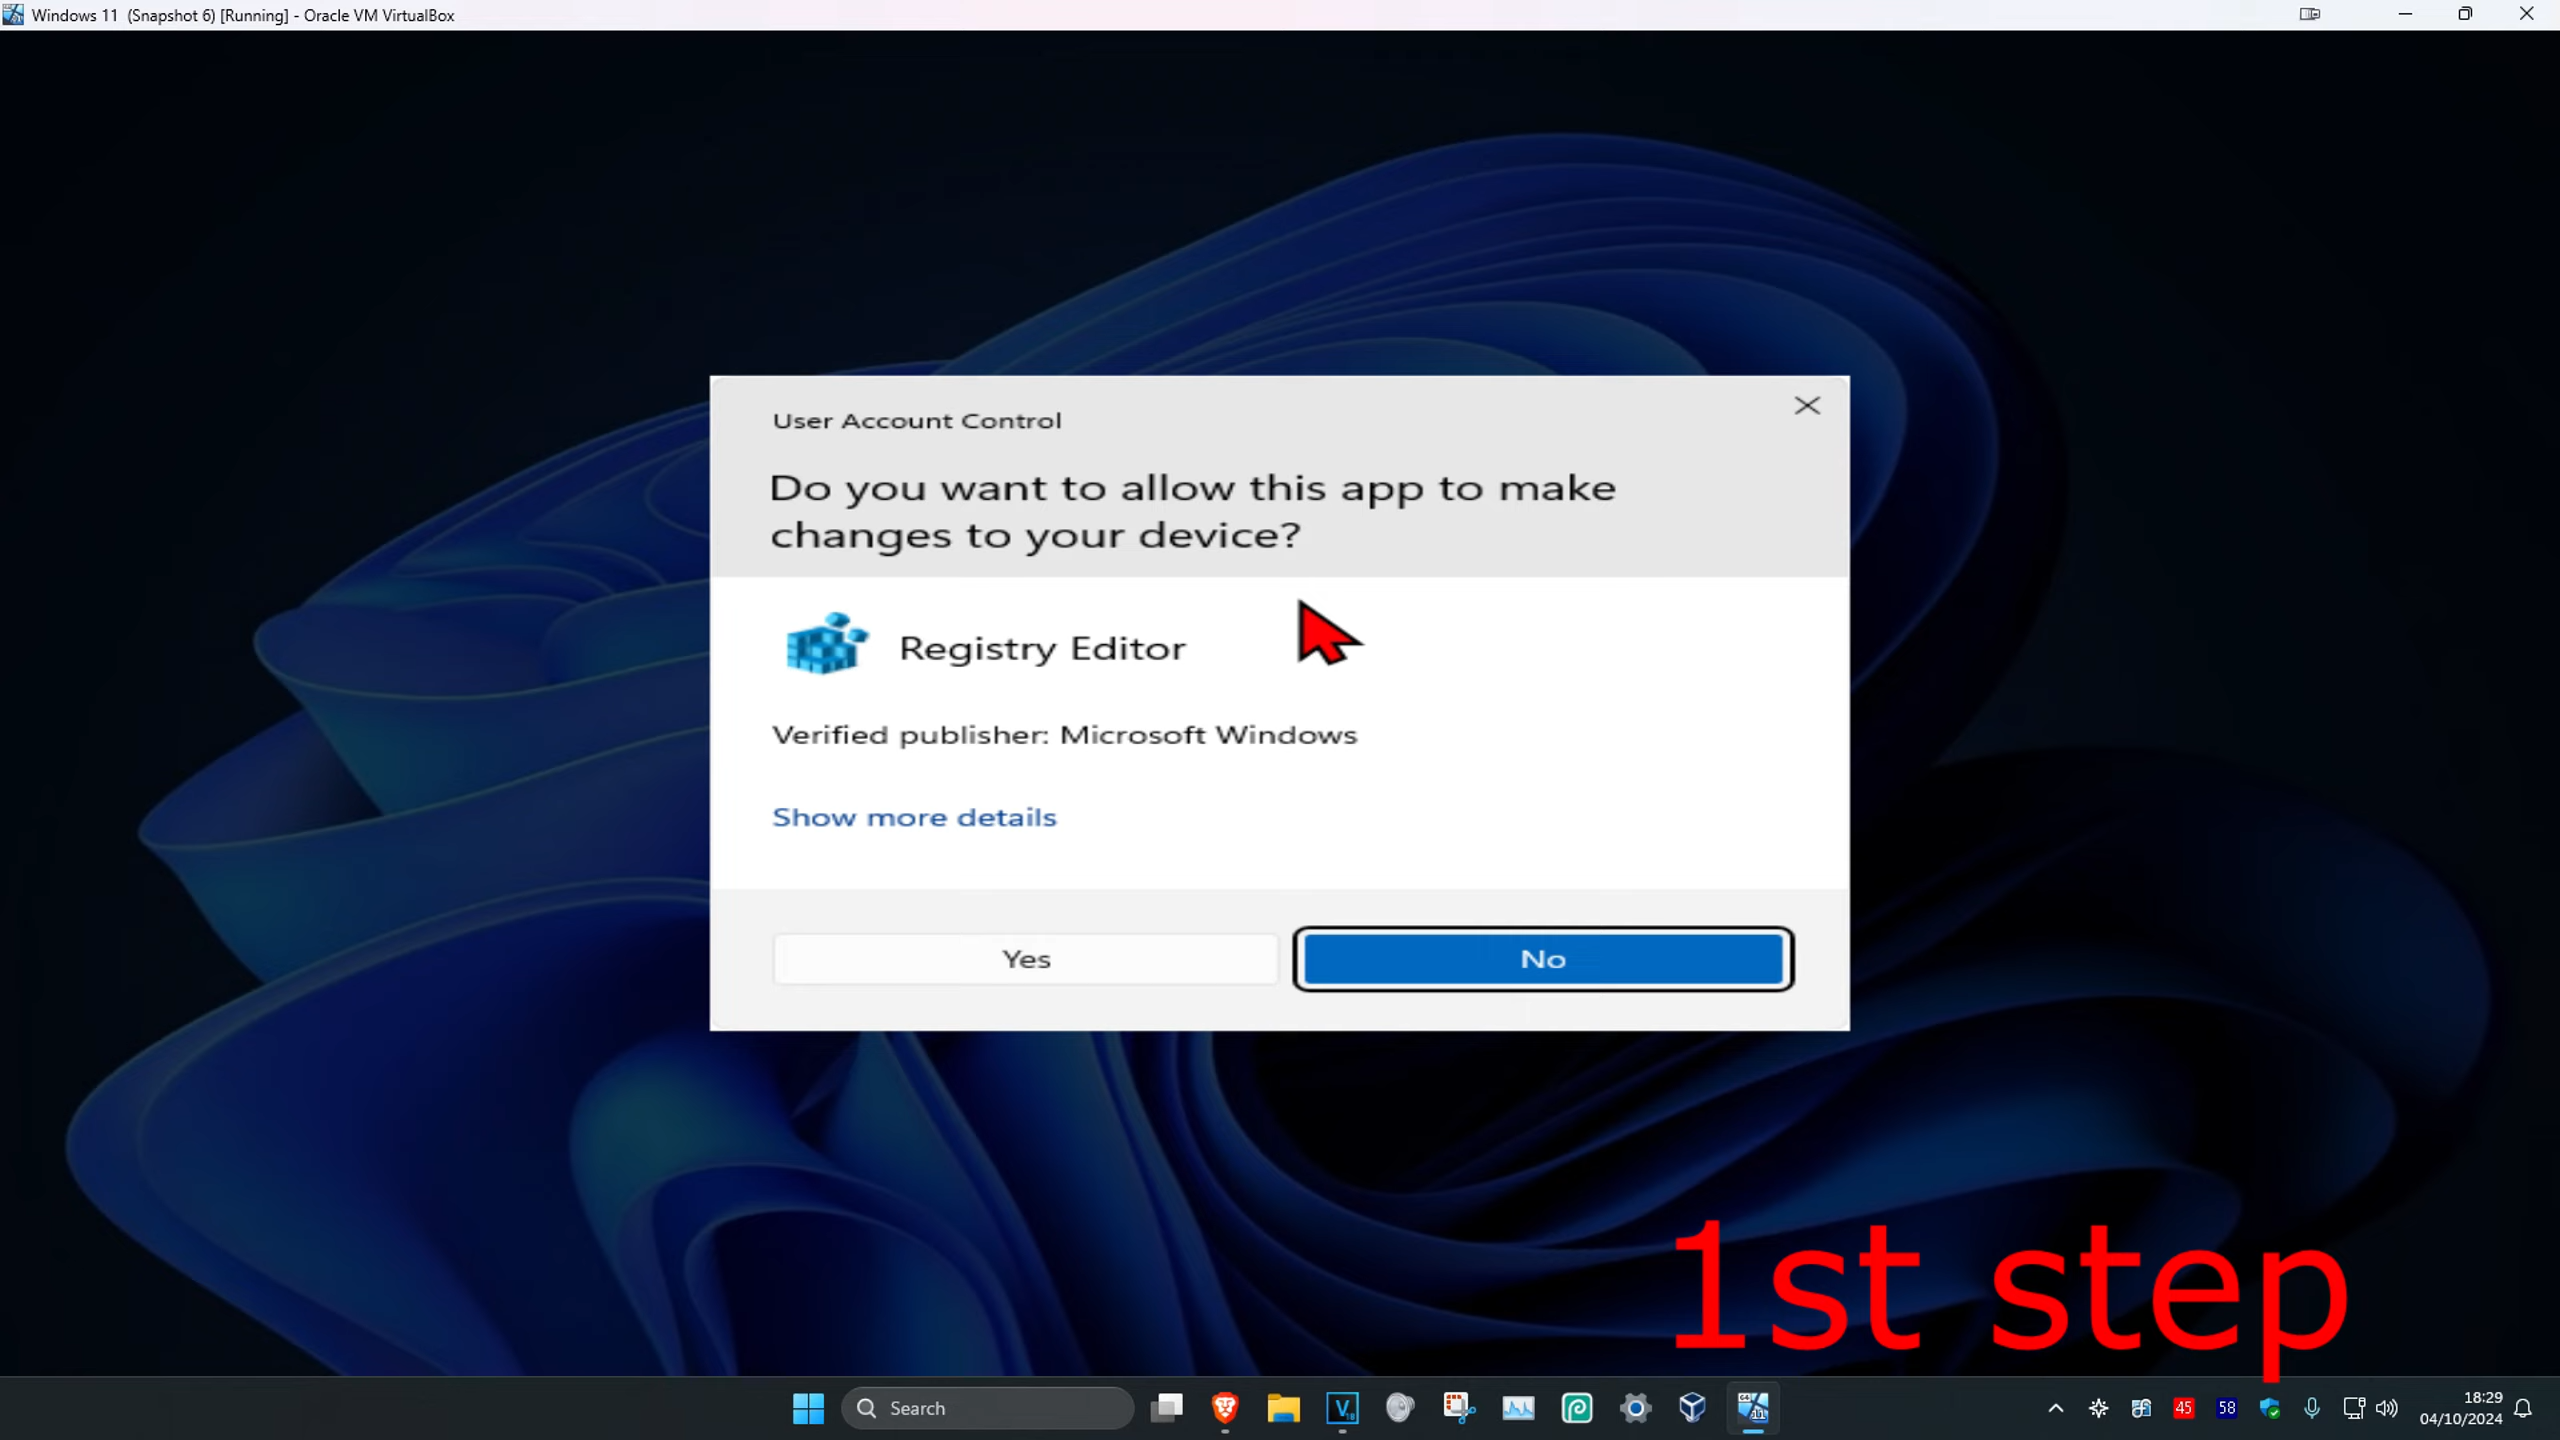 Windows 11 (Snapshot 6) [Running] - Oracle VM VirtualBox
User Account Control
Do you want to allow this app to make
changes to your device?
Registry Editor
Verified publisher: Microsoft Windows
Show more details
Yes
No
1st step
Search
45
58
18:29
04/10/2024